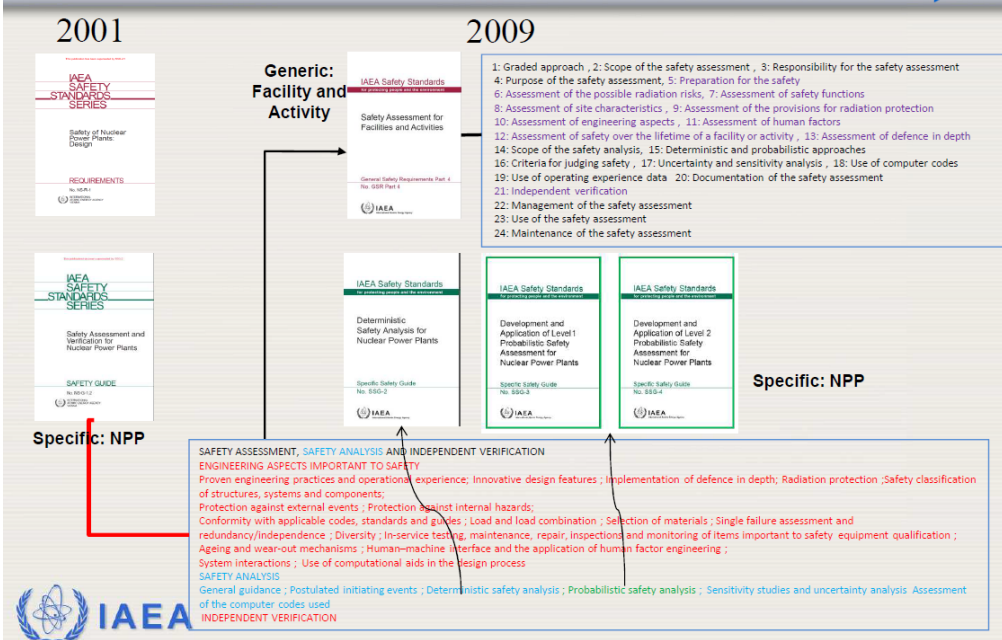 2001
2009
IAEA
SAFETY
STANDARDS
SERIES
Safety of Nuclear
Power Plants:
Design
REQUIREMENTS
No. NS-R-1
Generic:
Facility and
Activity
IAEA Safety Standards
for protecting people and the environment
Safety Assessment for
Facilities and Activities
General Safety Requirements Part 4
No. GSR Part 4
IAEA
1: Graded approach , 2: Scope of the safety assessment , 3: Responsibility for the safety assessment
4: Purpose of the safety assessment, 5: Preparation for the safety
6: Assessment of the possible radiation risks, 7: Assessment of safety functions
8: Assessment of site characteristics , 9: Assessment of the provisions for radiation protection
10: Assessment of engineering aspects , 11: Assessment of human factors
12: Assessment of safety over the lifetime of a facility or activity , 13: Assessment of defence in depth
14: Scope of the safety analysis, 15: Deterministic and probabilistic approaches
16: Criteria for judging safety , 17: Uncertainty and sensitivity analysis , 18: Use of computer codes
19: Use of operating experience data 20: Documentation of the safety assessment
21: Independent verification
22: Management of the safety assessment
23: Use of the safety assessment
24: Maintenance of the safety assessment
IAEA
SAFETY
STANDARDS
SERIES
Safety Assessment and
Verification for
Nuclear Power Plants
SAFETY GUIDE
No. NS-G-1.2
Specific: NPP
IAEA Safety Standards
for protecting people and the environment
Deterministic
Safety Analysis for
Nuclear Power Plants
Specific Safety Guide
No. SSG-2
IAEA
IAEA Safety Standards
for protecting people and the environment
Development and
Application of Level 1
Probabilistic Safety
Assessment for
Nuclear Power Plants
Specific Safety Guide
No. SSG-3
IAEA
IAEA Safety Standards
for protecting people and the environment
Development and
Application of Level 2
Probabilistic Safety
Assessment for
Nuclear Power Plants
Specific Safety Guide
No. SSG-4
IAEA
Specific: NPP
SAFETY ASSESSMENT, SAFETY ANALYSIS AND INDEPENDENT VERIFICATION
ENGINEERING ASPECTS IMPORTANT TO SAFETY
Proven engineering practices and operational experience; Innovative design features ; Implementation of defence in depth; Radiation protection ;Safety classification
of structures, systems and components;
Protection against external events ; Protection against internal hazards;
Conformity with applicable codes, standards and guides ; Load and load combination ; Selection of materials ; Single failure assessment and
redundancy/independence ; Diversity ; In-service testing, maintenance, repair, inspections and monitoring of items important to safety equipment qualification ;
Ageing and wear-out mechanisms ; Human–machine interface and the application of human factor engineering ;
System interactions ; Use of computational aids in the design process
SAFETY ANALYSIS
General guidance ; Postulated initiating events ; Deterministic safety analysis ; Probabilistic safety analysis ; Sensitivity studies and uncertainty analysis Assessment
of the computer codes used
INDEPENDENT VERIFICATION
IAEA